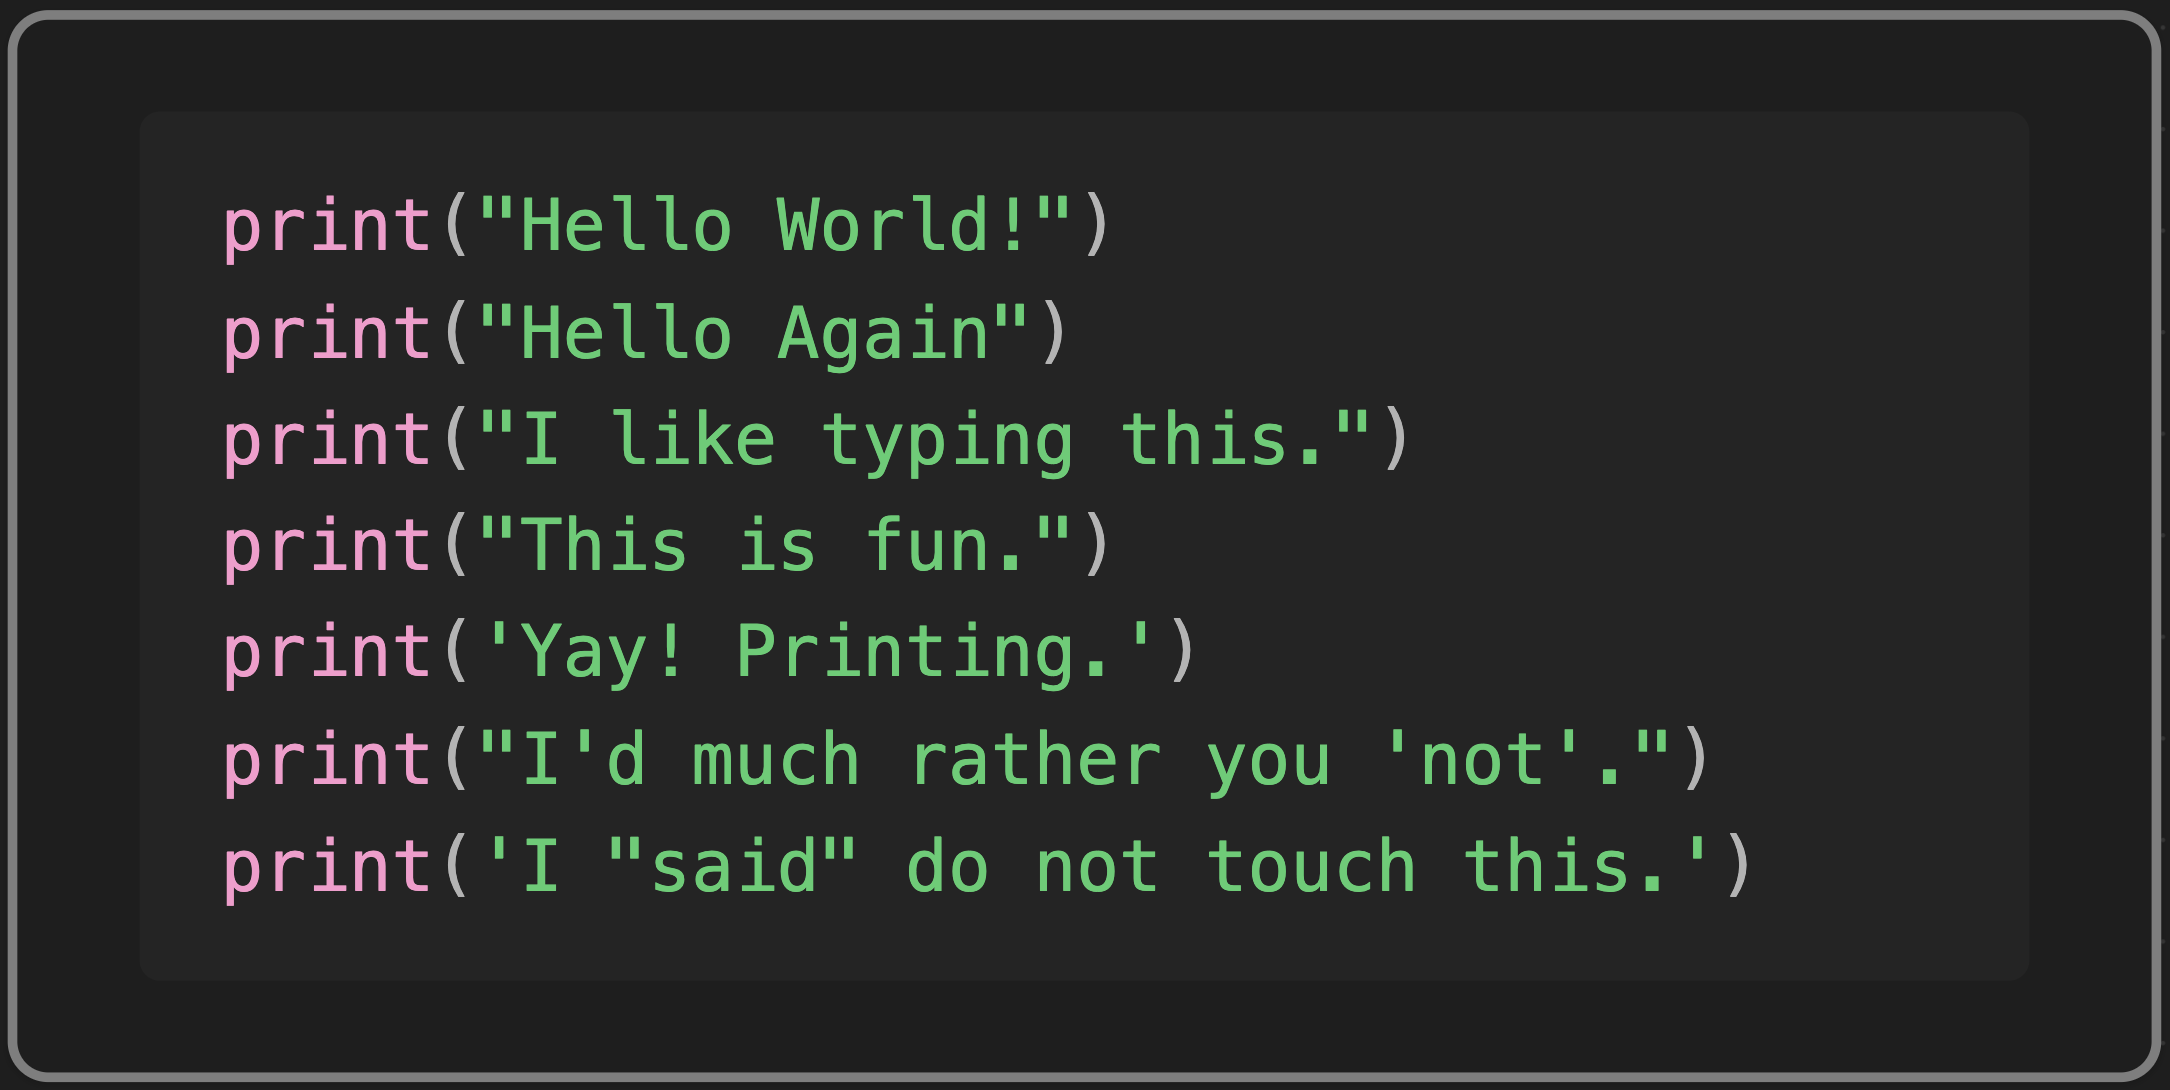 print("Hello World!")
print("Hello Again")
print("I like typing this.")
print("This is fun.")
print('Yay! Printing.')
print("I'd much rather you 'not'.")
print('I "said" do not touch this.')